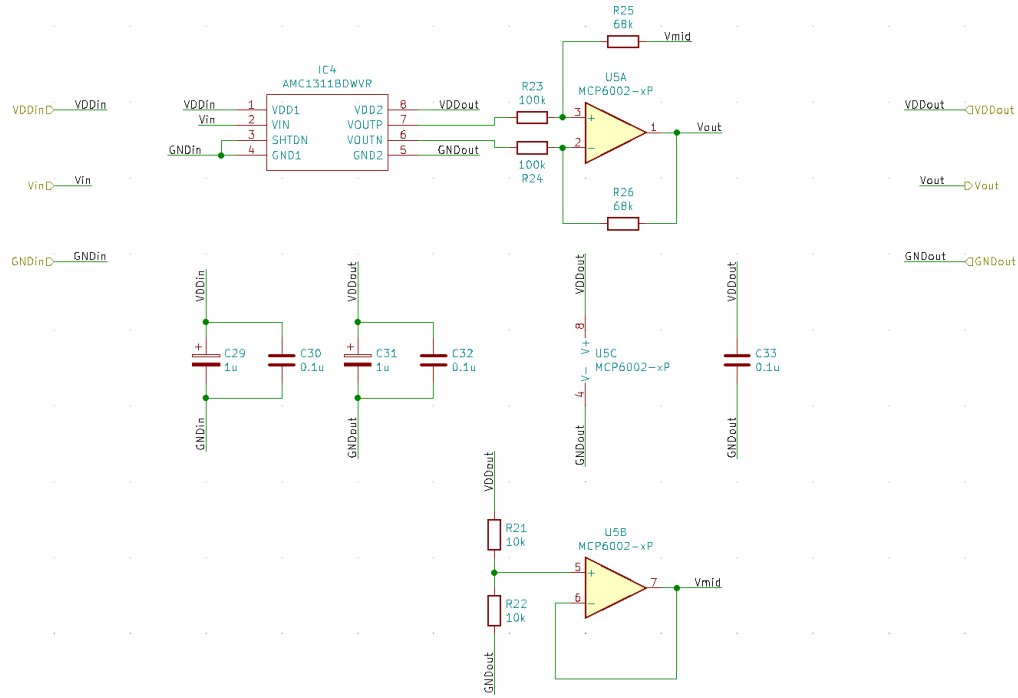 R25
68k
Vmid
IC4
AMC1311BDWVR
U5A
MCP6002-xP
R23
100k
VDDin
VDDin
VDDin
1
VDD1
VDD2
8
VDDout
3
+
VDDout
VDDout
Vin
2
VIN
VOUTP
7
1
Vout
3
SHTDN
VOUTN
6
2
-
GNDin
4
GND1
GND2
5
GNDout
100k
R24
Vin
Vin
Vout
Vout
R26
68k
GNDin
GNDin
GNDout
GNDout
VDDin
VDDout
VDDout
VDDout
8
V+
+
C29
1u
C30
0.1u
+
C31
1u
C32
0.1u
U5C
MCP6002-xP
C33
0.1u
V-
4
GNDin
GNDout
GNDout
GNDout
VDDout
R21
10k
U5B
MCP6002-xP
5
+
7
Vmid
6
-
R22
10k
GNDout